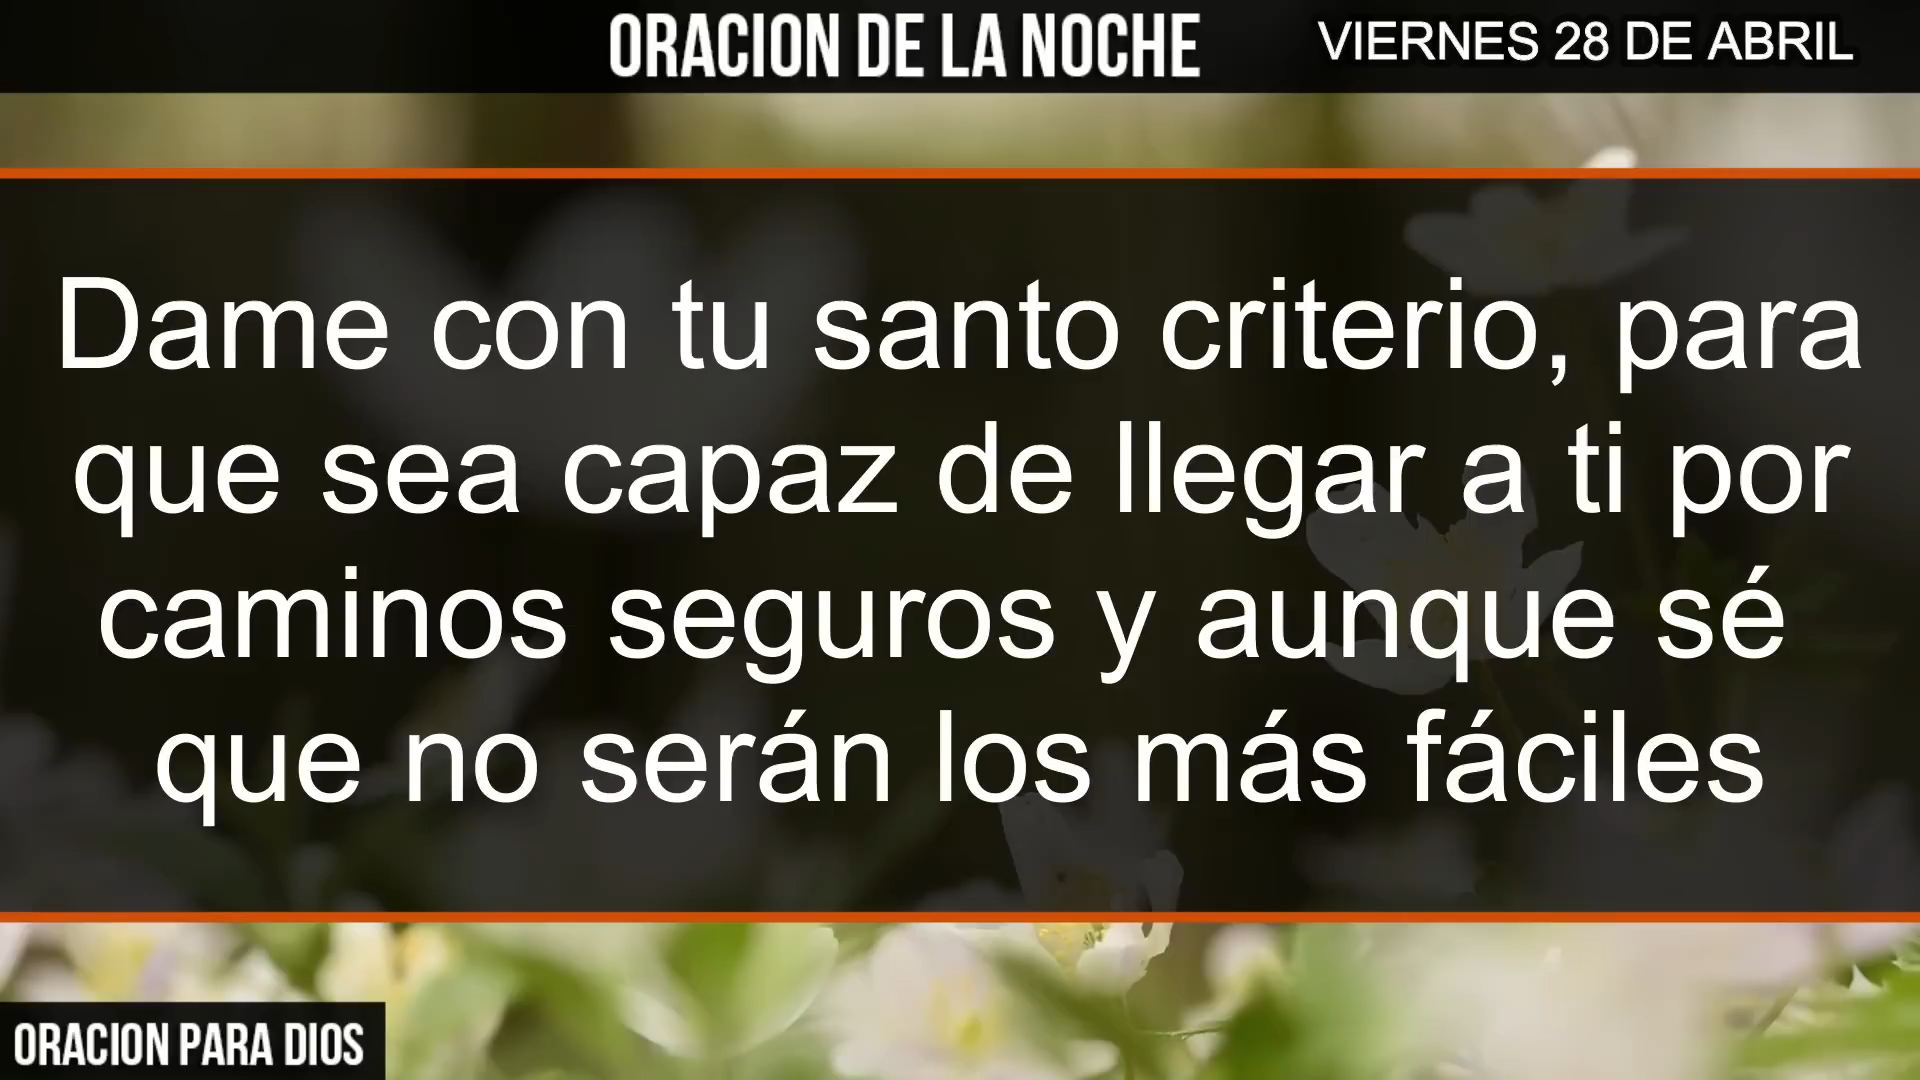 ORACION DE LA NOCHE
VIERNES 28 DE ABRIL
Dame con tu santo criterio, para
que sea capaz de llegar a ti por
caminos seguros y aunque sé
que no serán los más fáciles
ORACION PARA DIOS